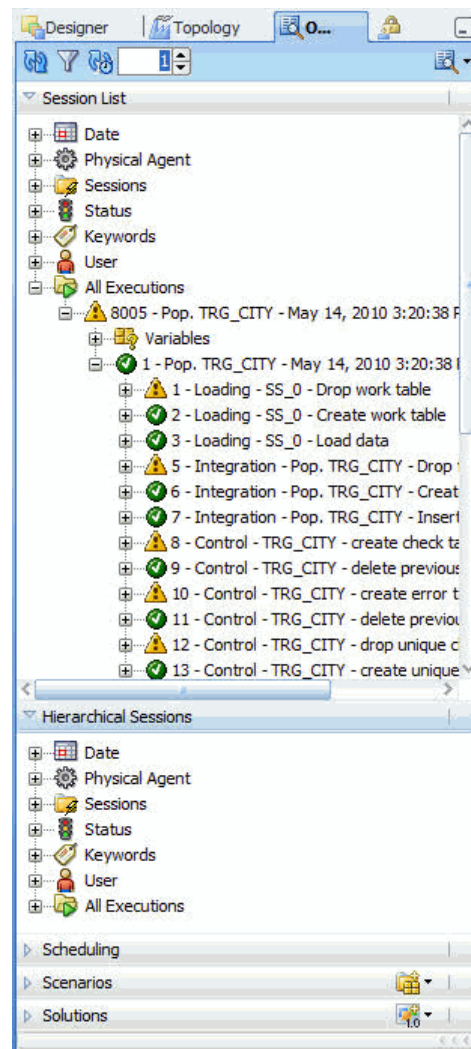 Designer Topology O...
1
Session List
Date
Physical Agent
Sessions
Status
Keywords
User
All Executions
8005 - Pop. TRG_CITY - May 14, 2010 3:20:38 P
Variables
1 - Pop. TRG_CITY - May 14, 2010 3:20:38
1 - Loading - SS_0 - Drop work table
2 - Loading - SS_0 - Create work table
3 - Loading - SS_0 - Load data
5 - Integration - Pop. TRG_CITY - Drop
6 - Integration - Pop. TRG_CITY - Creat
7 - Integration - Pop. TRG_CITY - Insert
8 - Control - TRG_CITY - create check ta
9 - Control - TRG_CITY - delete previous
10 - Control - TRG_CITY - create error t
11 - Control - TRG_CITY - delete previou
12 - Control - TRG_CITY - drop unique c
13 - Control - TRG_CITY - create unique
Hierarchical Sessions
Date
Physical Agent
Sessions
Status
Keywords
User
All Executions
Scheduling
Scenarios
Solutions 1.0